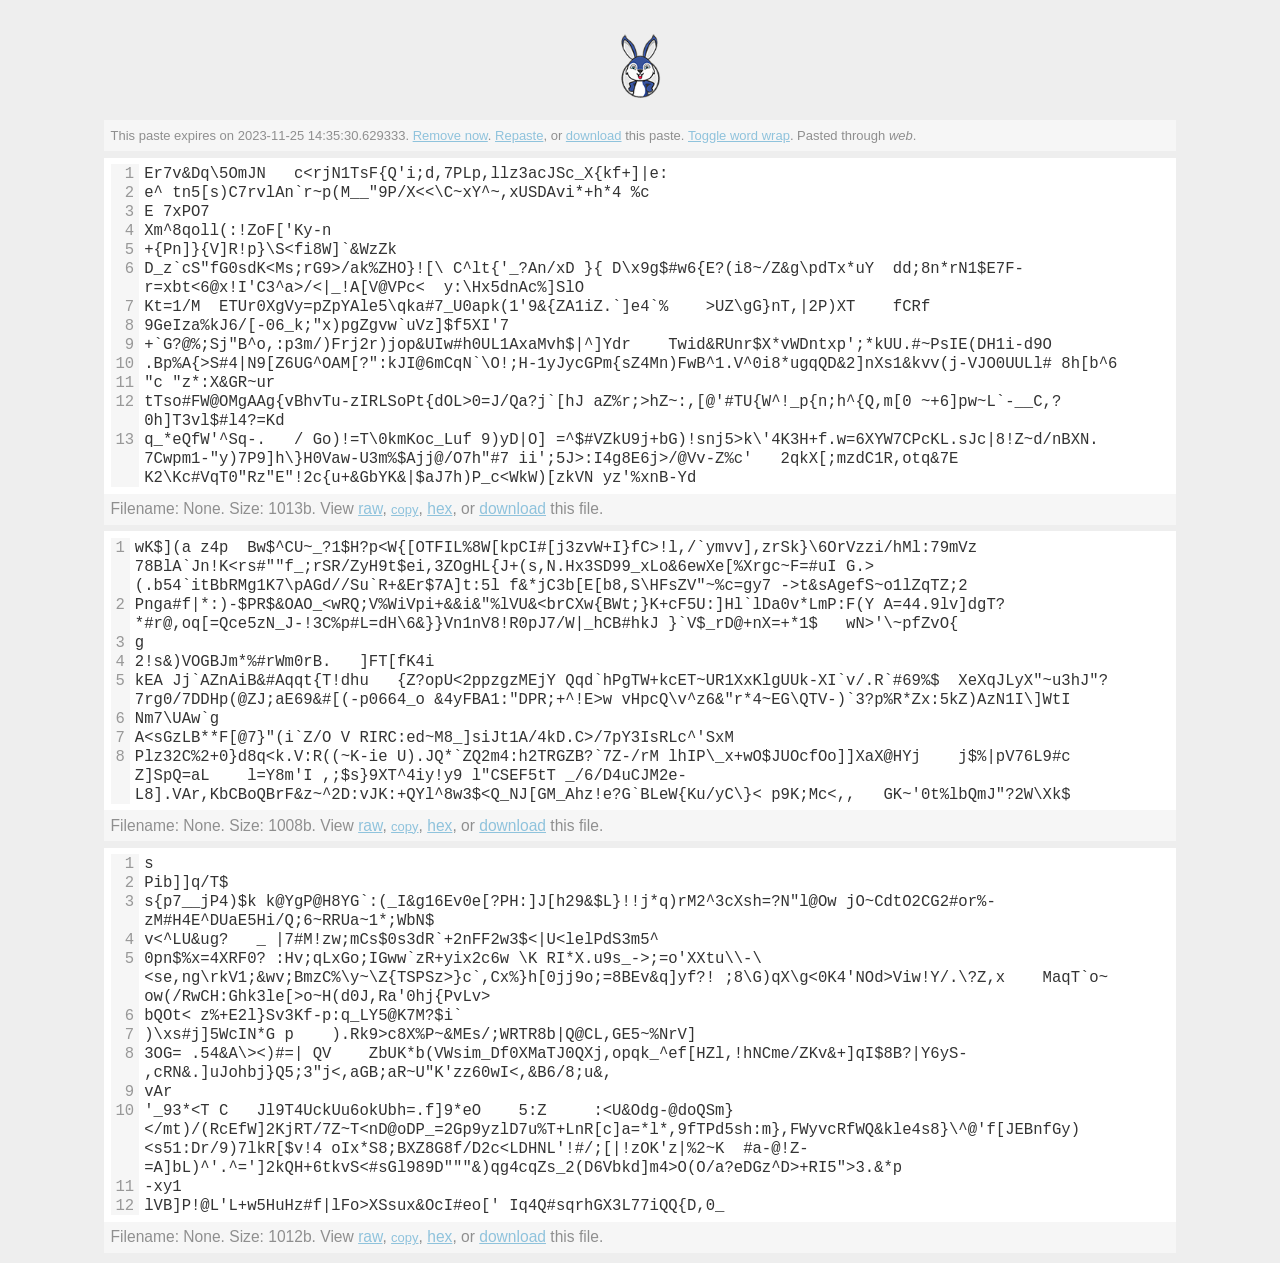 This paste expires on 2023-11-25 14:35:30.629333. Remove now. Repaste, or download this paste. Toggle word wrap. Pasted through web.
1 Er7v&Dq\5OmJN   c<rjN1TsF{Q'i;d,7PLp,llz3acJSc_X{kf+]|e:
2 e^ tn5[s)C7rvlAn`r~p(M__"9P/X<<\C~xY^~,xUSDAvi*+h*4 %c
3 E 7xPO7
4 Xm^8qoll(:!ZoF['Ky-n
5 +{Pn]}{V]R!p}\S<fi8W]`&WzZk
6 D_z`cS"fG0sdK<Ms;rG9>/ak%ZHO}![\ C^lt{'_?An/xD }{ D\x9g$#w6{E?(i8~/Z&g\pdTx*uY  dd;8n*rN1$E7F-
r=xbt<6@x!I'C3^a>/<|_!A[V@VPc<  y:\Hx5dnAc%]SlO
7 Kt=1/M  ETUr0XgVy=pZpYAle5\qka#7_U0apk(1'9&{ZA1iZ.`]e4`%    >UZ\gG}nT,|2P)XT    fCRf
8 9GeIza%kJ6/[-06_k;"x)pgZgvw`uVz]$f5XI'7
9 +`G?@%;Sj"B^o,:p3m/)Frj2r)jop&UIw#h0UL1AxaMvh$|^]Ydr    Twid&RUnr$X*vWDntxp';*kUU.#~PsIE(DH1i-d9O
10 .Bp%A{>S#4|N9[Z6UG^OAM[?":kJI@6mCqN`\O!;H-1yJycGPm{sZ4Mn)FwB^1.V^0i8*ugqQD&2]nXs1&kvv(j-VJO0UULl# 8h[b^6
11 "c "z*:X&GR~ur
12 tTso#FW@OMgAAg{vBhvTu-zIRLSoPt{dOL>0=J/Qa?j`[hJ aZ%r;>hZ~:,[@'#TU{W^!_p{n;h^{Q,m[0 ~+6]pw~L`-__C,?
0h]T3vl$#l4?=Kd
13 q_*eQfW'^Sq-.   / Go)!=T\0kmKoc_Luf 9)yD|O] =^$#VZkU9j+bG)!snj5>k\'4K3H+f.w=6XYW7CPcKL.sJc|8!Z~d/nBXN.
7Cwpm1-"y)7P9]h\}H0Vaw-U3m%$Ajj@/O7h"#7 ii';5J>:I4g8E6j>/@Vv-Z%c'   2qkX[;mzdC1R,otq&7E
K2\Kc#VqT0"Rz"E"!2c{u+&GbYK&|$aJ7h)P_c<WkW)[zkVN yz'%xnB-Yd
Filename: None. Size: 1013b. View raw, copy, hex, or download this file.
1 wK$](a z4p  Bw$^CU~_?1$H?p<W{[OTFIL%8W[kpCI#[j3zvW+I}fC>!l,/`ymvv],zrSk}\6OrVzzi/hMl:79mVz
78BlA`Jn!K<rs#""f_;rSR/ZyH9t$ei,3ZOgHL{J+(s,N.Hx3SD99_xLo&6ewXe[%Xrgc~F=#uI G.>
(.b54`itBbRMg1K7\pAGd//Su`R+&Er$7A]t:5l f&*jC3b[E[b8,S\HFsZV"~%c=gy7 ->t&sAgefS~o1lZqTZ;2
2 Pnga#f|*:)-$PR$&OAO_<wRQ;V%WiVpi+&&i&"%lVU&<brCXw{BWt;}K+cF5U:]Hl`lDa0v*LmP:F(Y A=44.9lv]dgT?
*#r@,oq[=Qce5zN_J-!3C%p#L=dH\6&}}Vn1nV8!R0pJ7/W|_hCB#hkJ }`V$_rD@+nX=+*1$   wN>'\~pfZvO{
3 g
4 2!s&)VOGBJm*%#rWm0rB.   ]FT[fK4i
5 kEA Jj`AZnAiB&#Aqqt{T!dhu   {Z?opU<2ppzgzMEjY Qqd`hPgTW+kcET~UR1XxKlgUUk-XI`v/.R`#69%$  XeXqJLyX"~u3hJ"?
7rg0/7DDHp(@ZJ;aE69&#[(-p0664_o &4yFBA1:"DPR;+^!E>w vHpcQ\v^z6&"r*4~EG\QTV-)`3?p%R*Zx:5kZ)AzN1I\]WtI
6 Nm7\UAw`g
7 A<sGzLB**F[@7}"(i`Z/O V RIRC:ed~M8_]siJt1A/4kD.C>/7pY3IsRLc^'SxM
8 Plz32C%2+0}d8q<k.V:R((~K-ie U).JQ*`ZQ2m4:h2TRGZB?`7Z-/rM lhIP\_x+wO$JUOcfOo]]XaX@HYj    j$%|pV76L9#c
Z]SpQ=aL    l=Y8m'I ,;$s}9XT^4iy!y9 l"CSEF5tT _/6/D4uCJM2e-
L8].VAr,KbCBoQBrF&z~^2D:vJK:+QYl^8w3$<Q_NJ[GM_Ahz!e?G`BLeW{Ku/yC\}< p9K;Mc<,,   GK~'0t%lbQmJ"?2W\Xk$
Filename: None. Size: 1008b. View raw, copy, hex, or download this file.
1 s
2 Pib]]q/T$
3 s{p7__jP4)$k k@YgP@H8YG`:(_I&g16Ev0e[?PH:]J[h29&$L}!!j*q)rM2^3cXsh=?N"l@Ow jO~CdtO2CG2#or%-
zM#H4E^DUaE5Hi/Q;6~RRUa~1*;WbN$
4 v<^LU&ug?   _ |7#M!zw;mCs$0s3dR`+2nFF2w3$<|U<lelPdS3m5^
5 0pn$%x=4XRF0? :Hv;qLxGo;IGww`zR+yix2c6w \K RI*X.u9s_->;=o'XXtu\\-\
<se,ng\rkV1;&wv;BmzC%\y~\Z{TSPSz>}c`,Cx%}h[0jj9o;=8BEv&q]yf?! ;8\G)qX\g<0K4'NOd>Viw!Y/.\?Z,x    MaqT`o~
ow(/RwCH:Ghk3le[>o~H(d0J,Ra'0hj{PvLv>
6 bQOt< z%+E2l}Sv3Kf-p:q_LY5@K7M?$i`
7 )\xs#j]5WcIN*G p    ).Rk9>c8X%P~&MEs/;WRTR8b|Q@CL,GE5~%NrV]
8 3OG= .54&A\><)#=| QV    ZbUK*b(VWsim_Df0XMaTJ0QXj,opqk_^ef[HZl,!hNCme/ZKv&+]qI$8B?|Y6yS-
,cRN&.]uJohbj}Q5;3"j<,aGB;aR~U"K'zz60wI<,&B6/8;u&,
9 vAr
10 '_93*<T C   Jl9T4UckUu6okUbh=.f]9*eO    5:Z     :<U&Odg-@doQSm}
</mt)/(RcEfW]2KjRT/7Z~T<nD@oDP_=2Gp9yzlD7u%T+LnR[c]a=*l*,9fTPd5sh:m},FWyvcRfWQ&kle4s8}\^@'f[JEBnfGy)
<s51:Dr/9)7lkR[$v!4 oIx*S8;BXZ8G8f/D2c<LDHNL'!#/;[|!zOK'z|%2~K  #a-@!Z-
=A]bL)^'.^=']2kQH+6tkvS<#sGl989D"""&)qg4cqZs_2(D6Vbkd]m4>O(O/a?eDGz^D>+RI5">3.&*p
11 -xy1
12 lVB]P!@L'L+w5HuHz#f|lFo>XSsux&OcI#eo[' Iq4Q#sqrhGX3L77iQQ{D,0_
Filename: None. Size: 1012b. View raw, copy, hex, or download this file.